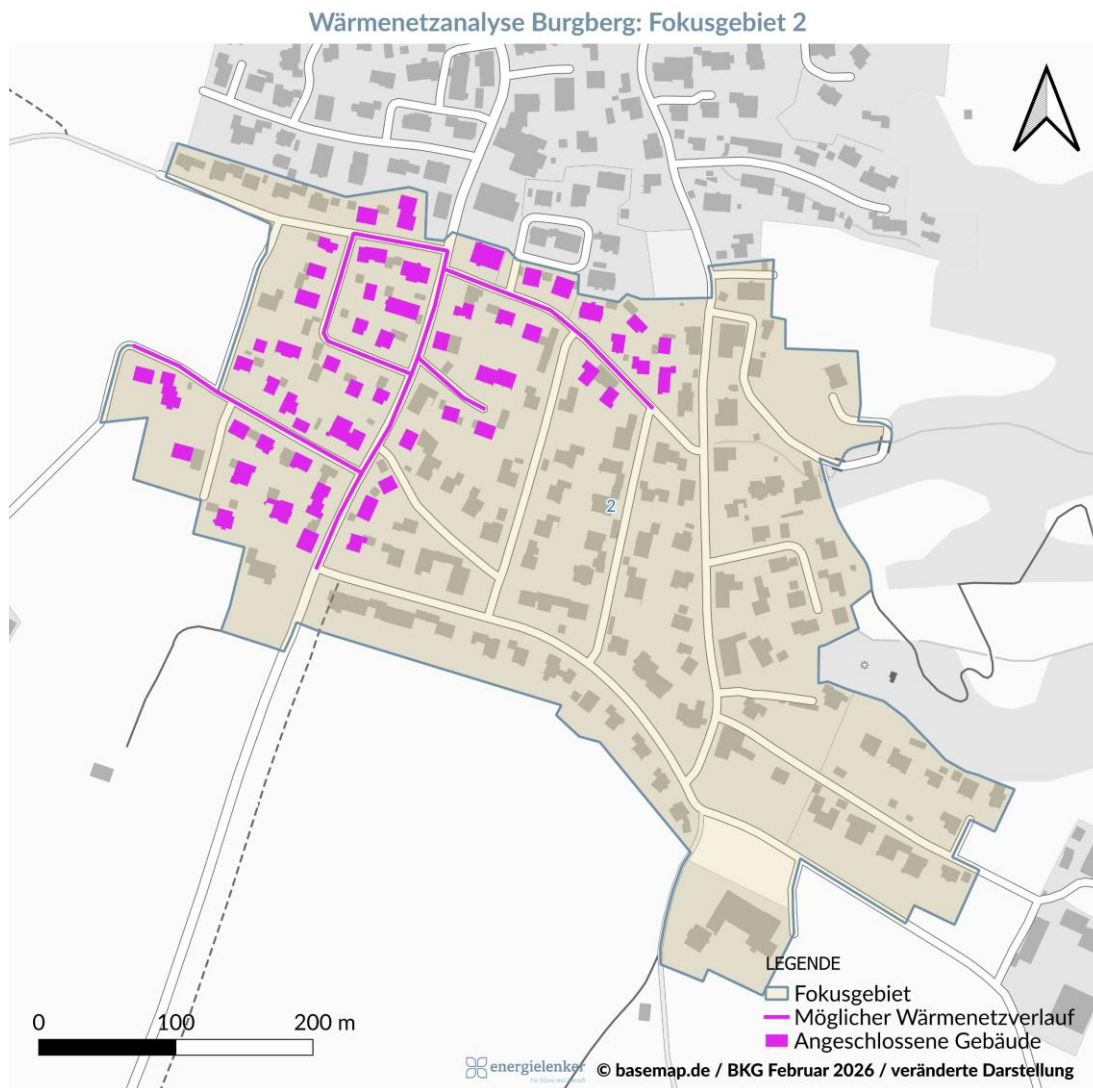 Wärmenetzanalyse Burgberg: Fokusgebiet 2
2
LEGENDE
Fokusgebiet
Möglicher Wärmenetzverlauf
Angeschlossene Gebäude
0 100 200 m
energielenker
© basemap.de / BKG Februar 2026 / veränderte Darstellung